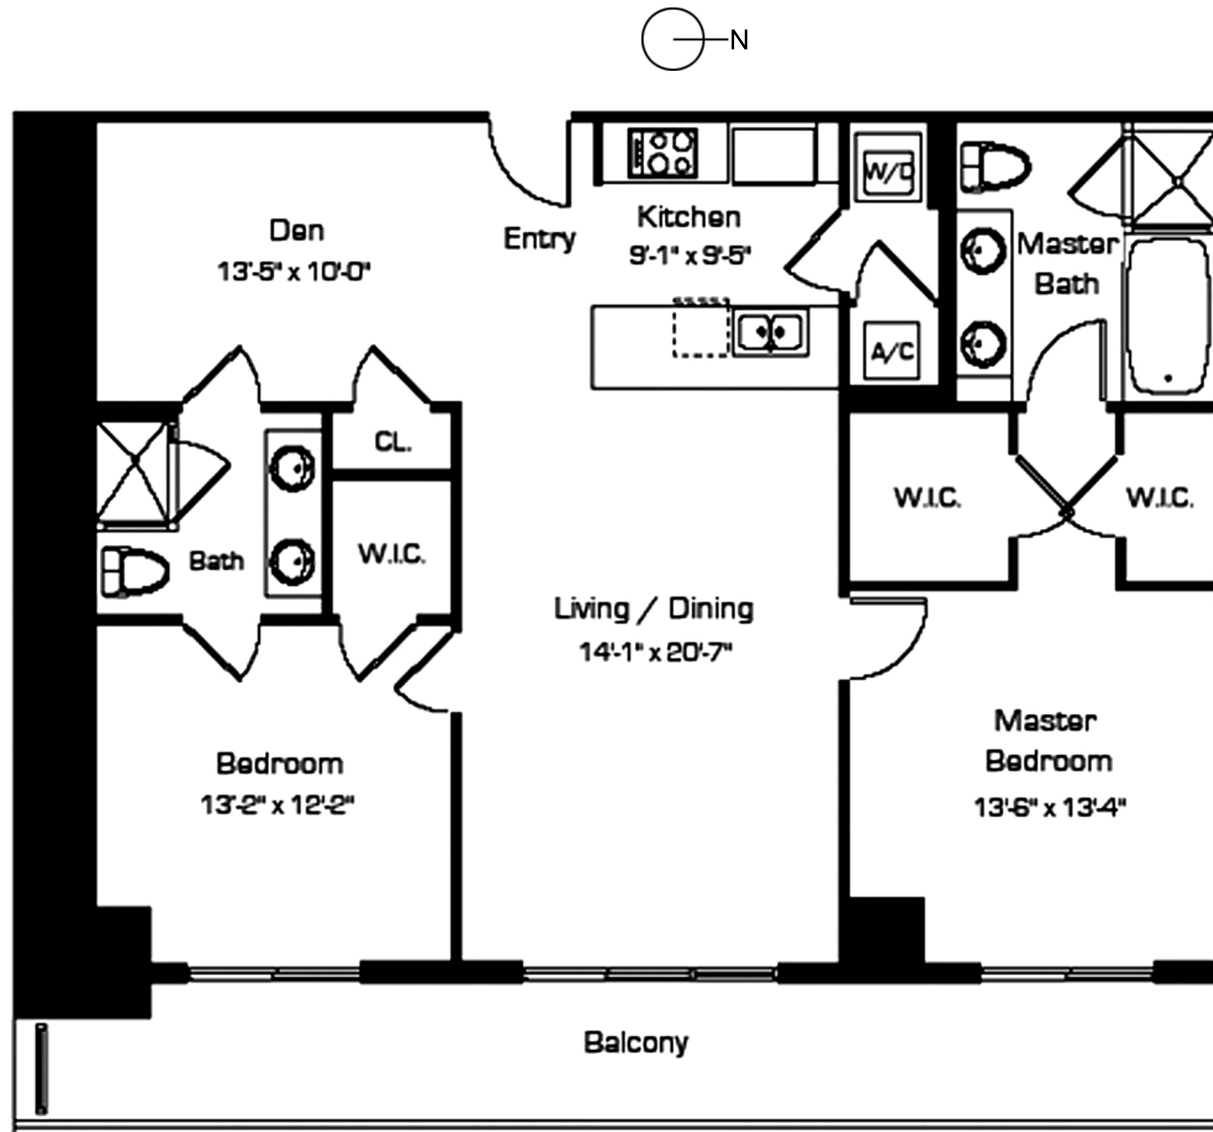 N
W/D
Den
13'-5" x 10'-0"
Entry
Kitchen
9'-1" x 9'-5"
Master
Bath
A/C
CL.
W.I.C.
W.I.C.
W.I.C.
Bath
Living / Dining
14'-1" x 20'-7"
Master
Bedroom
13'-6" x 13'-4"
Bedroom
13'-2" x 12'-2"
Balcony